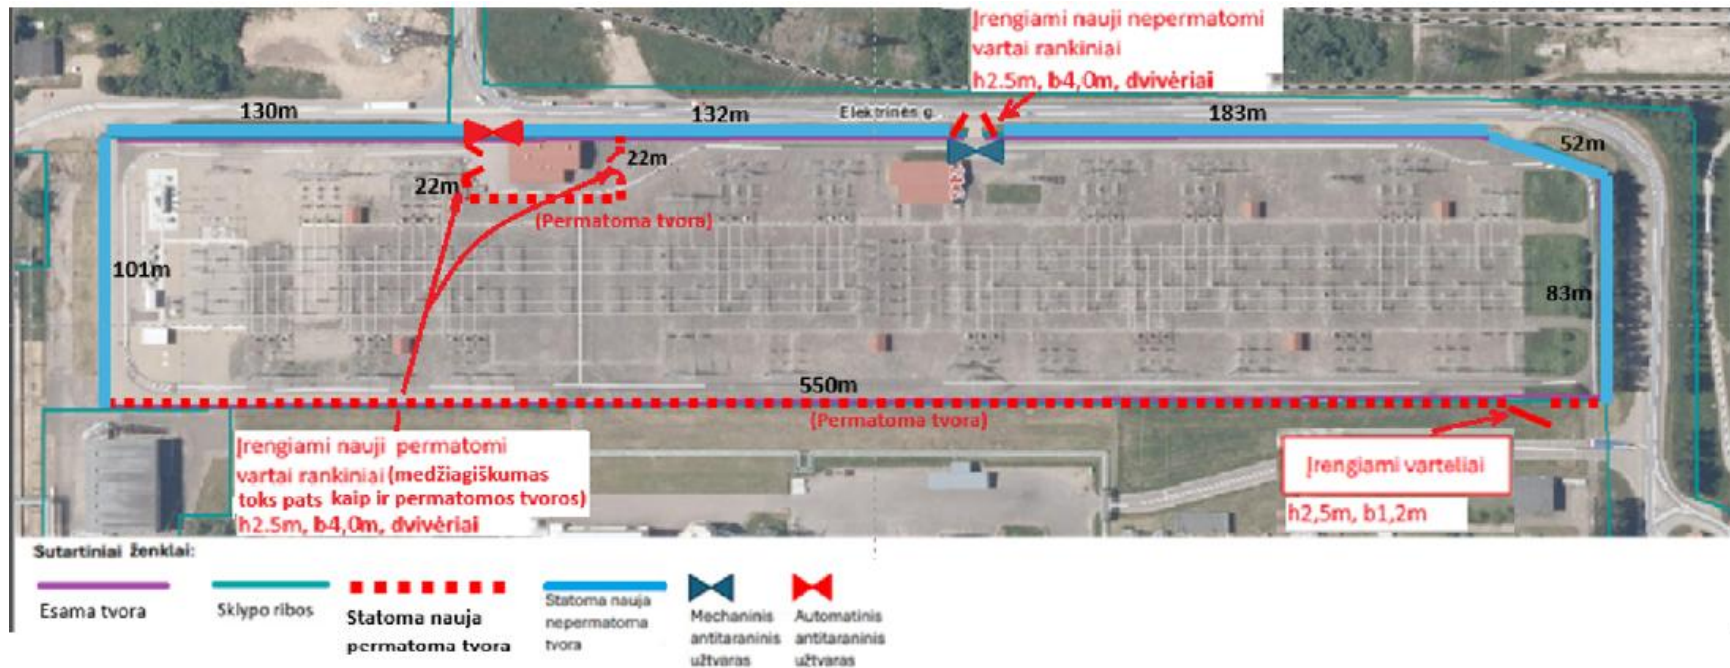 Įrengiami nauji nepermatomi
vartai rankiniai
h2.5m, b4,0m, dvivėriai
130m
132m
Elektrinės g.
183m
52m
22m
22m
(Permatoma tvora)
101m
83m
550m
(Permatoma tvora)
Įrengiami nauji permatomi
vartai rankiniai (medžiagiškumas
toks pats kaip ir permatomos tvoros)
h2.5m, b4,0m, dvivėriai
Įrengiami varteliai
h2,5m, b1,2m
Sutartiniai ženklai:
Esama tvora
Sklypo ribos
Statoma nauja
permatoma tvora
Statoma nauja
nepermatoma
tvora
Mechaninis
antitaraninis
užtvaras
Automatinis
antitaraninis
užtvaras